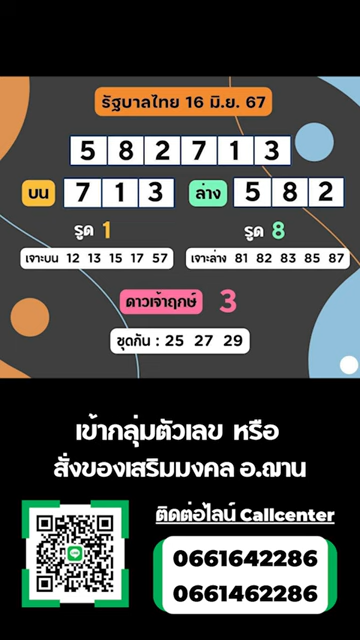 รัฐบาลไทย 16 มิ.ย. 67
5 8 2 7 1 3
บน 7 1 3 ล่าง 5 8 2
รูด 1 รูด 8
เจาะบน 12 13 15 17 57 เจาะล่าง 81 82 83 85 87
ดาวเจ้าฤกษ์ 3
ชุดกัน : 25 27 29
เข้ากลุ่มตัวเลข หรือ
สั่งของเสริมมงคล อ.ฌาน
ติดต่อไลน์ Callcenter
0661642286
0661462286